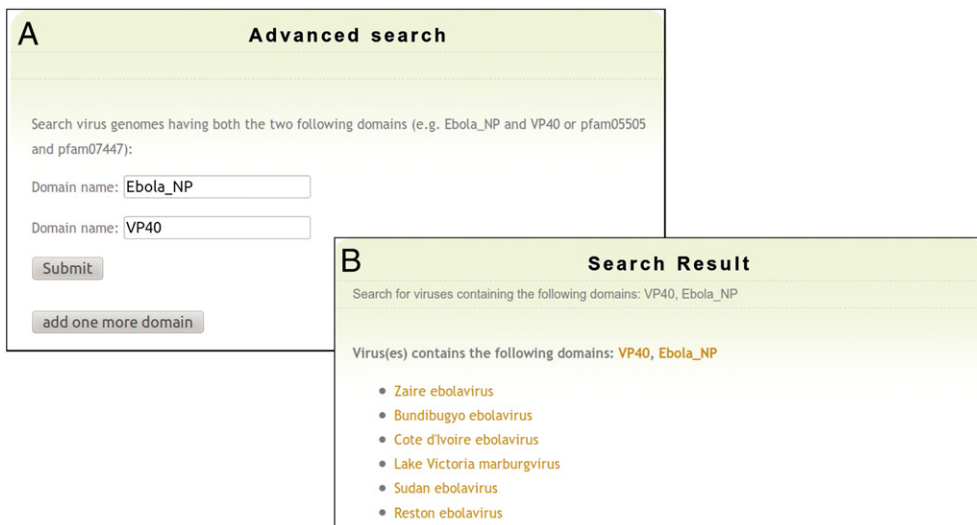 A
Advanced search
Search virus genomes having both the two following domains (e.g. Ebola_NP and VP40 or pfam05505
and pfam07447):
Domain name: Ebola_NP
Domain name: VP40
Submit
add one more domain
B
Search Result
Search for viruses containing the following domains: VP40, Ebola_NP
Virus(es) contains the following domains: VP40, Ebola_NP
Zaire ebolavirus
Bundibugyo ebolavirus
Cote d'Ivoire ebolavirus
Lake Victoria marburgvirus
Sudan ebolavirus
Reston ebolavirus